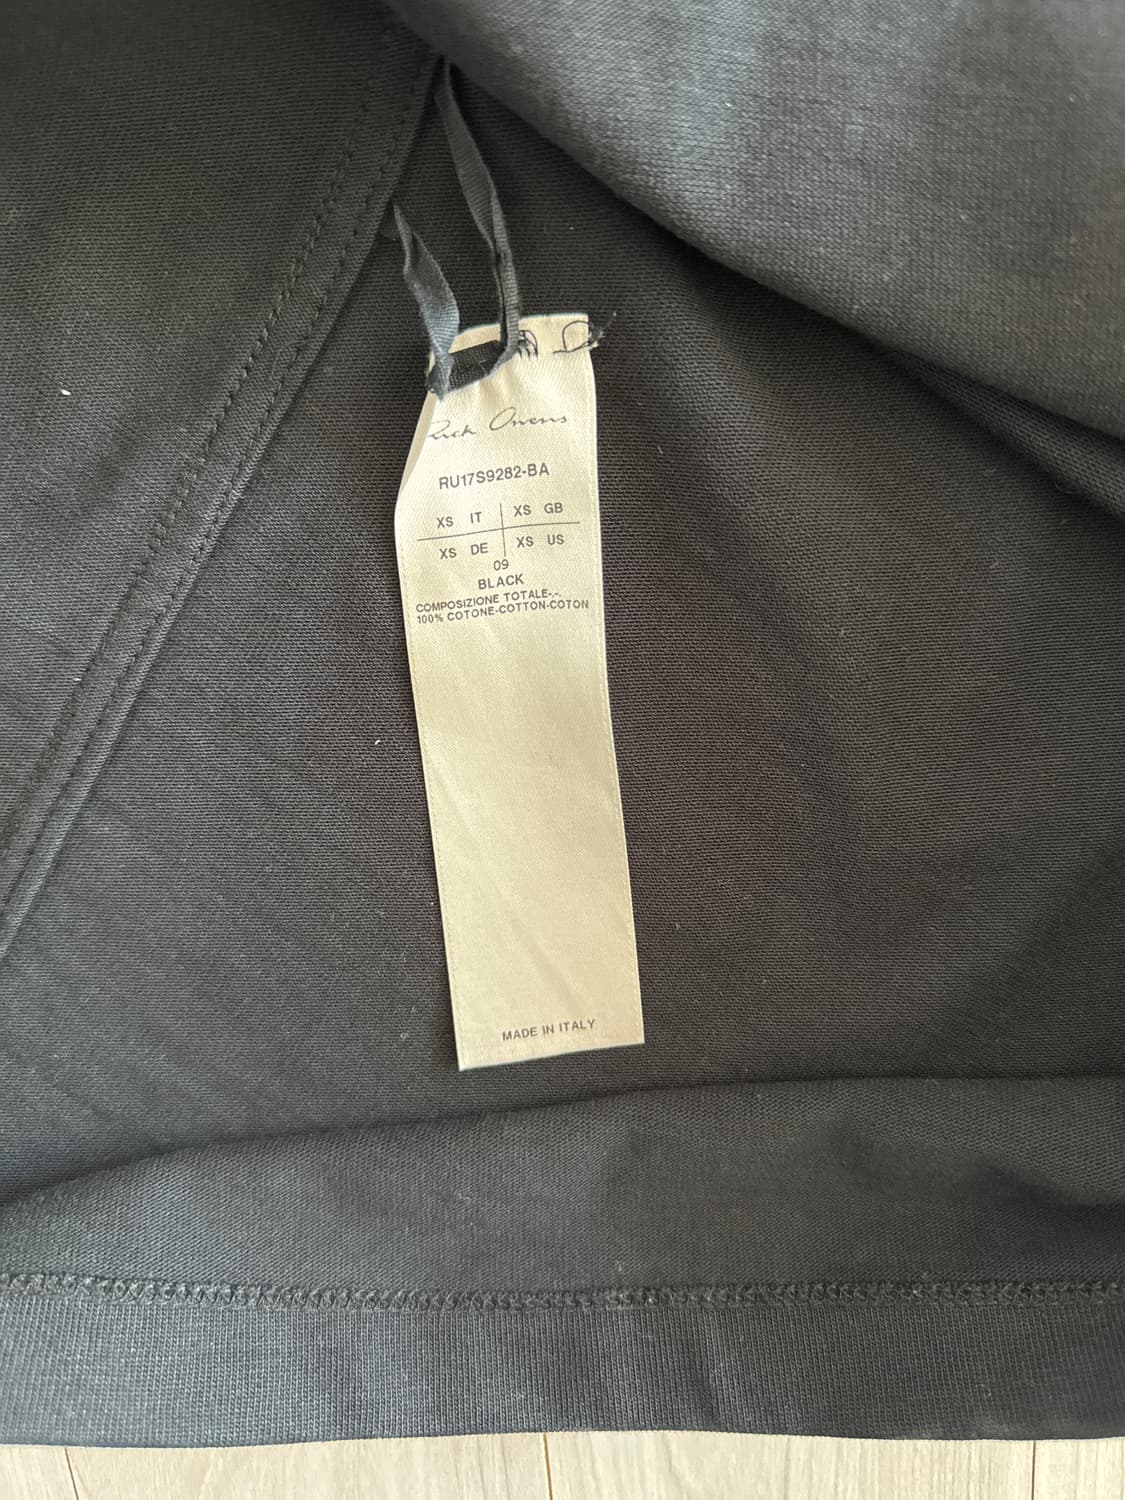 Rick Owens
RU17S9282-BA
XS IT XS GB
XS DE XS US
09
BLACK
COMPOSIZIONE TOTALE-.-.
100% COTONE-COTTON-COTON
MADE IN ITALY